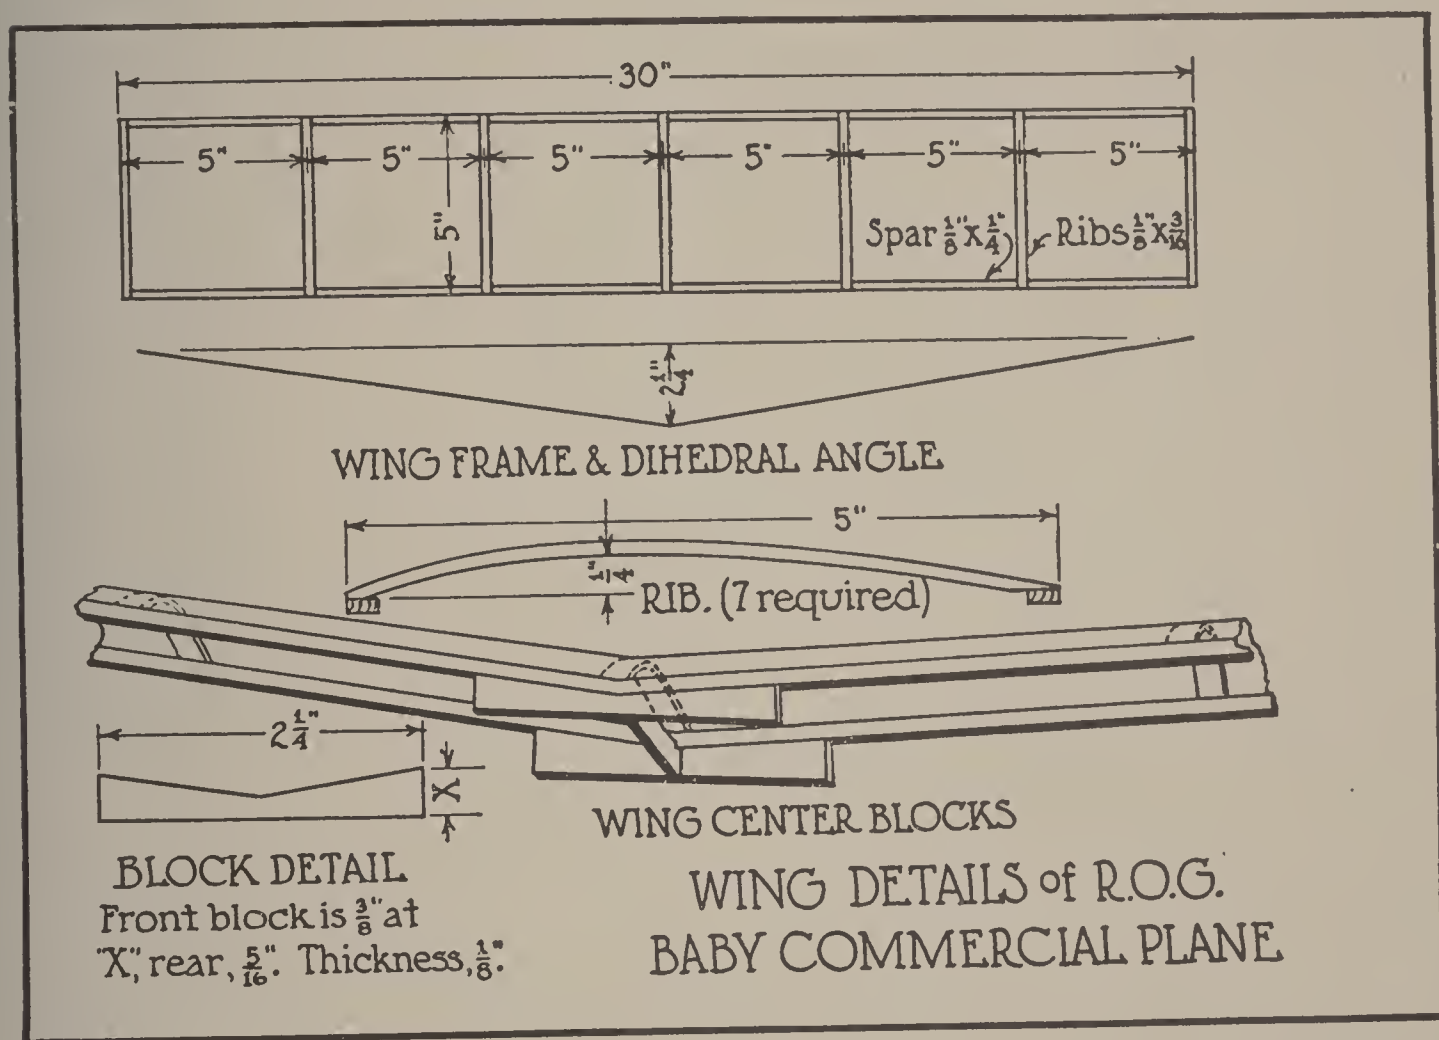 30"
5" 5" 5" 5" 5" 5"
5"
Spar 1/8" x 1/4" Ribs 1/8" x 3/16
2 1/4"
WING FRAME & DIHEDRAL ANGLE
5"
1/4"
RIB. (7 required)
2 1/4"
X
WING CENTER BLOCKS
BLOCK DETAIL
Front block is 3/8" at
"X", rear, 5/16". Thickness, 1/8".
WING DETAILS of R.O.G.
BABY COMMERCIAL PLANE